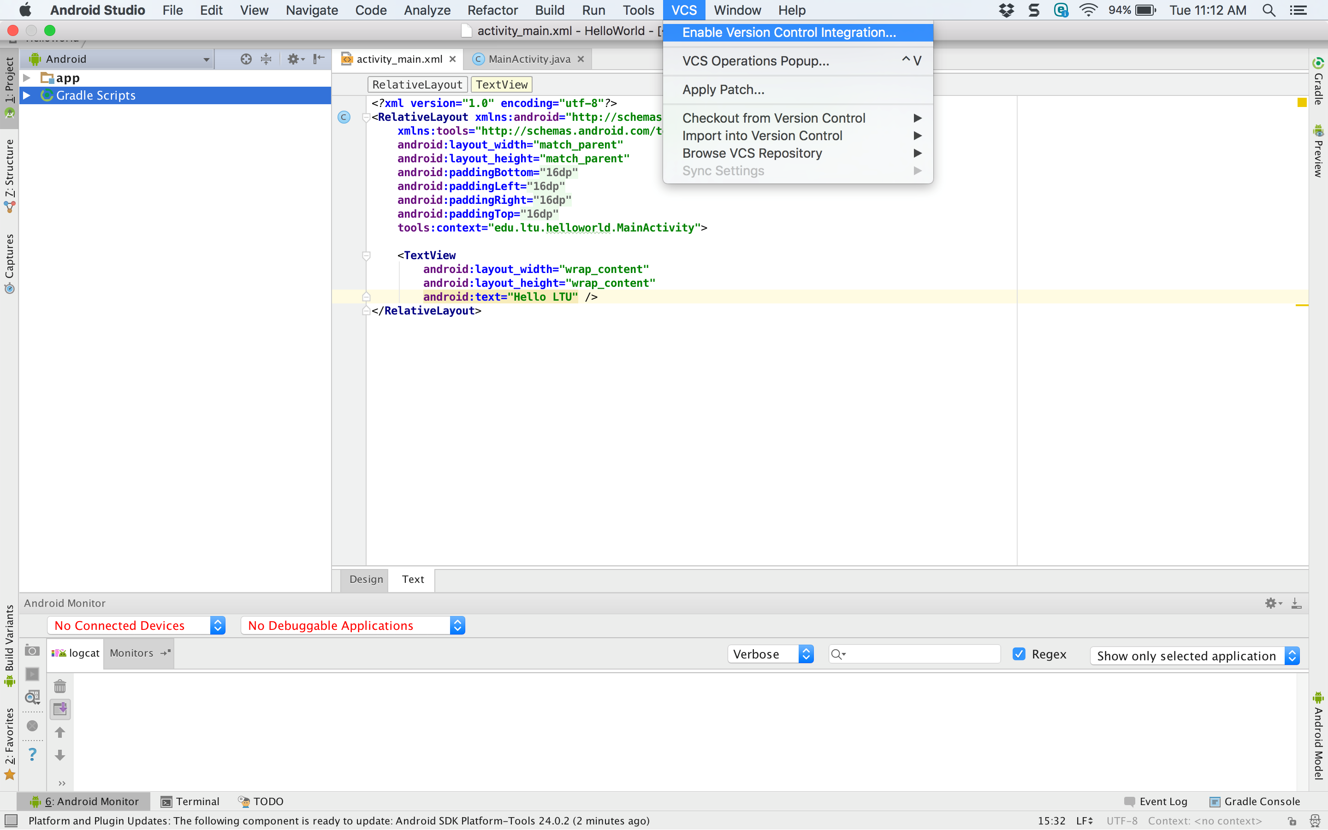 Android Studio File Edit View Navigate Code Analyze Refactor Build Run Tools VCS Window Help 94% Tue 11:12 AM
activity_main.xml - HelloWorld - [
Enable Version Control Integration...
VCS Operations Popup... ^V
Apply Patch...
Checkout from Version Control
Import into Version Control
Browse VCS Repository
Sync Settings
Android
app
Gradle Scripts
activity_main.xml
MainActivity.java
RelativeLayout TextView
<?xml version="1.0" encoding="utf-8"?>
<RelativeLayout xmlns:android="http://schemas
xmlns:tools="http://schemas.android.com/t
android:layout_width="match_parent"
android:layout_height="match_parent"
android:paddingBottom="16dp"
android:paddingLeft="16dp"
android:paddingRight="16dp"
android:paddingTop="16dp"
tools:context="edu.ltu.helloworld.MainActivity">
<TextView
android:layout_width="wrap_content"
android:layout_height="wrap_content"
android:text="Hello LTU" />
</RelativeLayout>
Design Text
1: Project
7: Structure
Captures
Build Variants
2: Favorites
Gradle
Preview
Android Model
Android Monitor
No Connected Devices No Debuggable Applications
logcat Monitors Verbose Regex Show only selected application
6: Android Monitor Terminal TODO Event Log Gradle Console
Platform and Plugin Updates: The following component is ready to update: Android SDK Platform-Tools 24.0.2 (2 minutes ago) 15:32 LF UTF-8 Context: <no context>